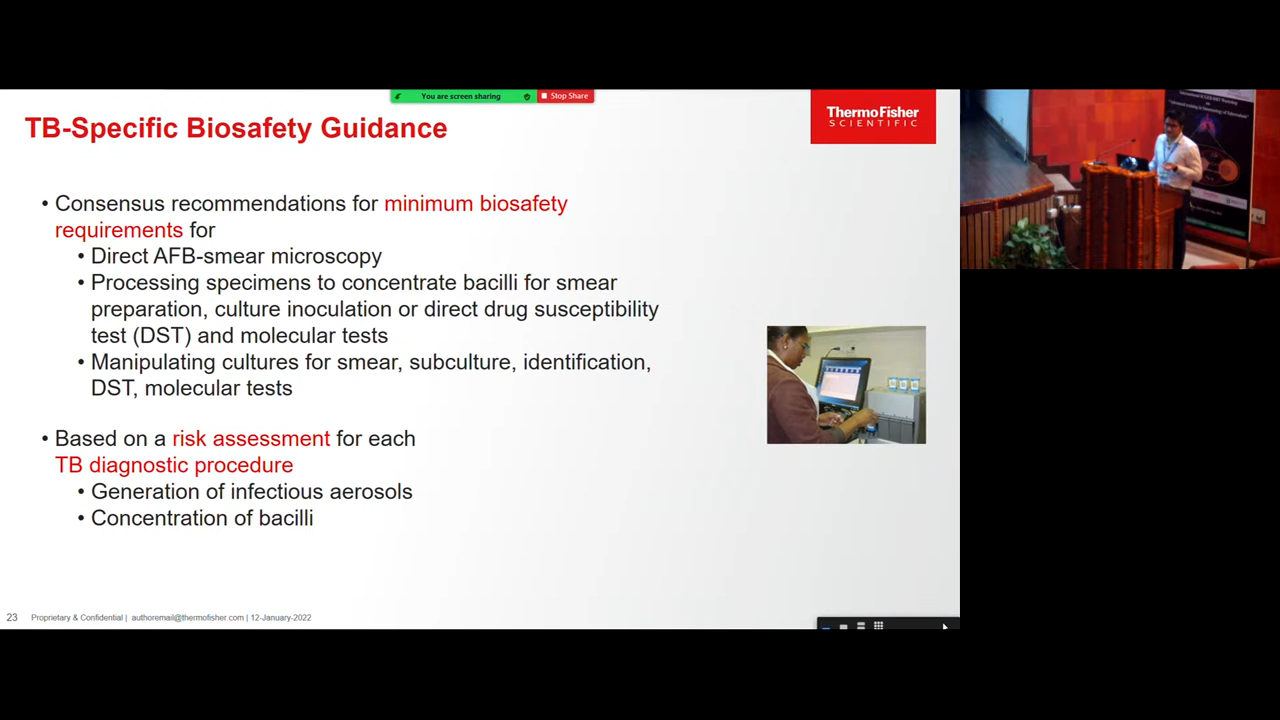 You are screen sharing
Stop Share
TB-Specific Biosafety Guidance
ThermoFisher
SCIENTIFIC
• Consensus recommendations for minimum biosafety
requirements for
• Direct AFB-smear microscopy
• Processing specimens to concentrate bacilli for smear
preparation, culture inoculation or direct drug susceptibility
test (DST) and molecular tests
• Manipulating cultures for smear, subculture, identification,
DST, molecular tests
• Based on a risk assessment for each
TB diagnostic procedure
• Generation of infectious aerosols
• Concentration of bacilli
23 Proprietary & Confidential | authoremail@thermofisher.com | 12-January-2022